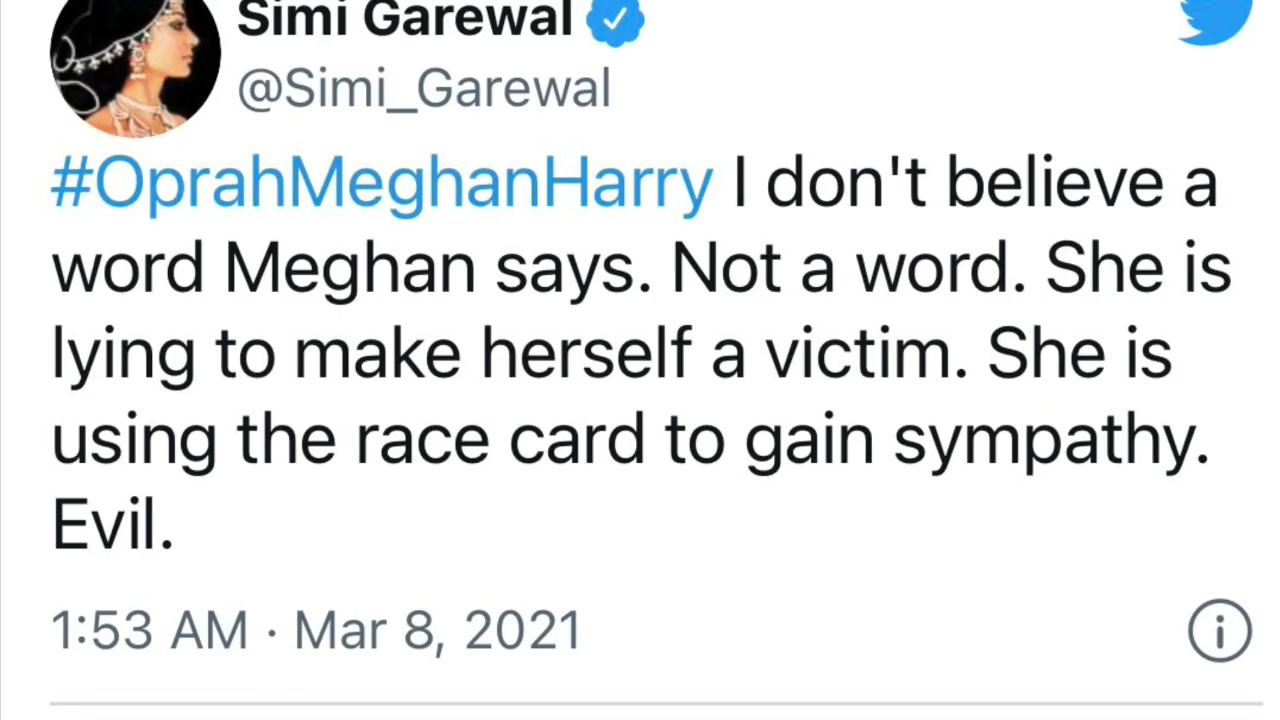 Simi Garewal
@Simi_Garewal
#OprahMeghanHarry I don't believe a
word Meghan says. Not a word. She is
lying to make herself a victim. She is
using the race card to gain sympathy.
Evil.
1:53 AM · Mar 8, 2021